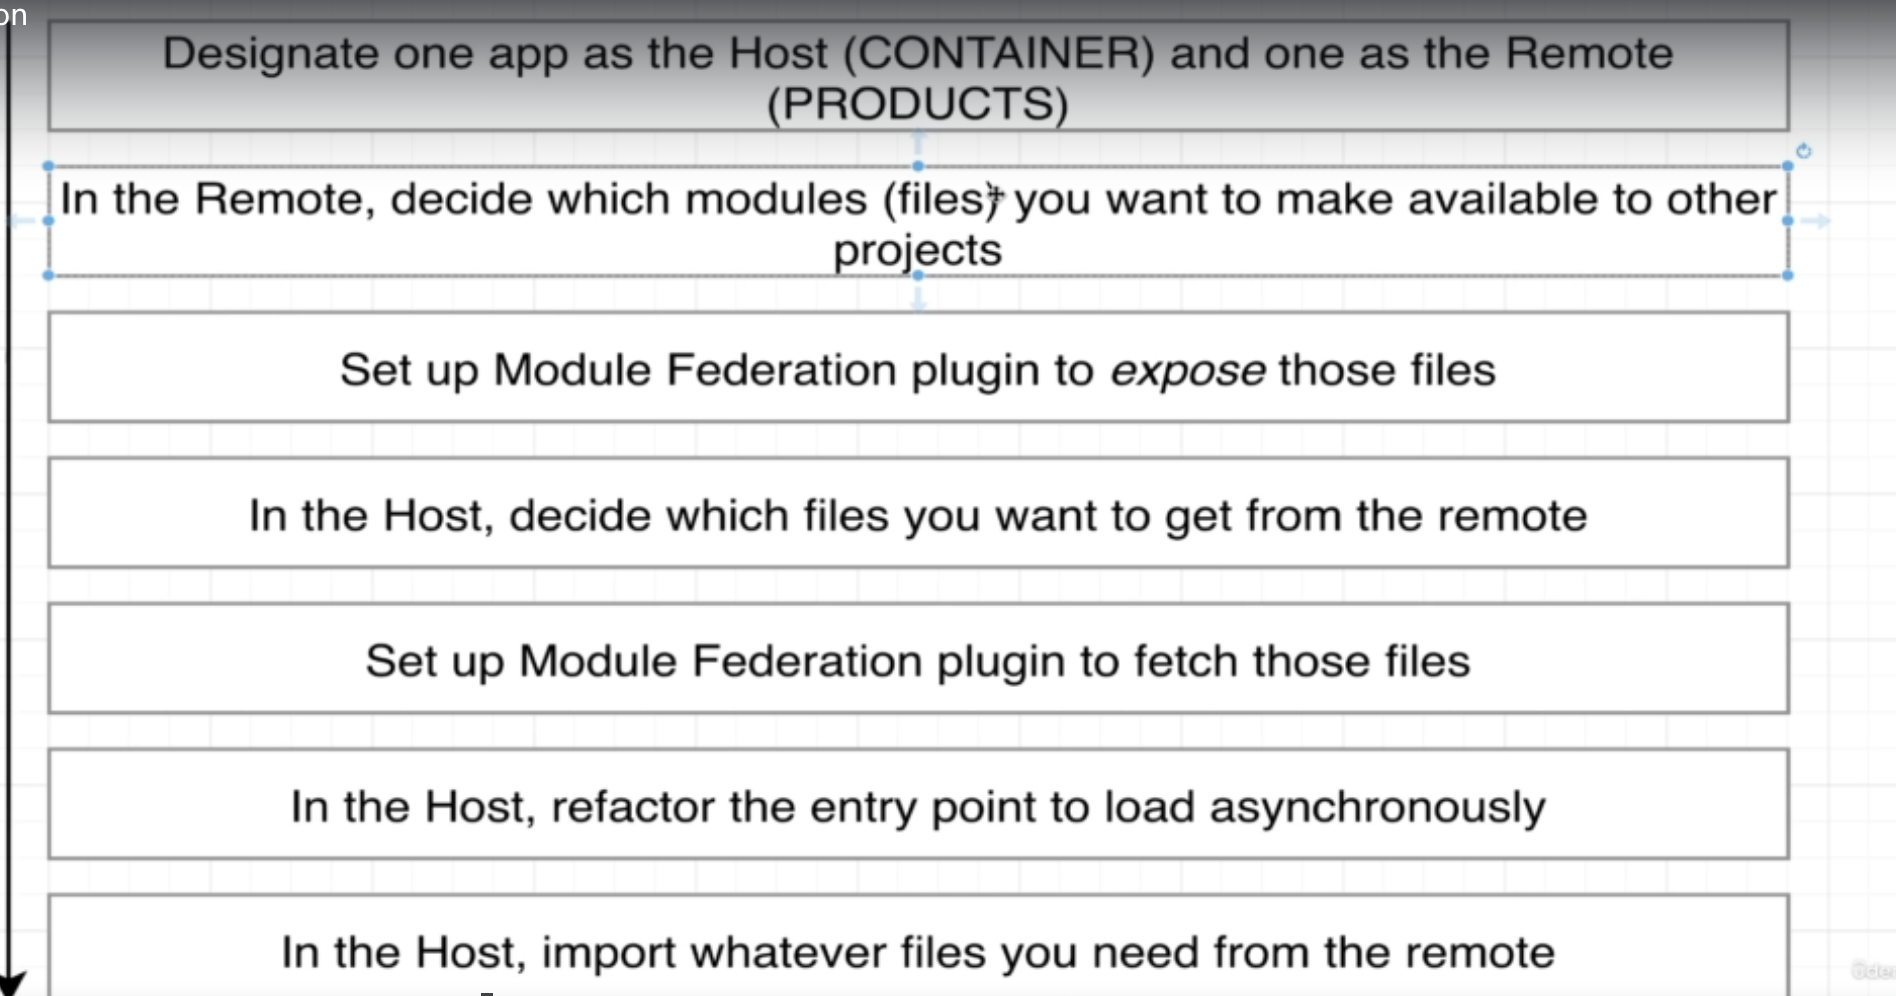 on
Designate one app as the Host (CONTAINER) and one as the Remote
(PRODUCTS)
In the Remote, decide which modules (files) you want to make available to other
projects
Set up Module Federation plugin to expose those files
In the Host, decide which files you want to get from the remote
Set up Module Federation plugin to fetch those files
In the Host, refactor the entry point to load asynchronously
In the Host, import whatever files you need from the remote